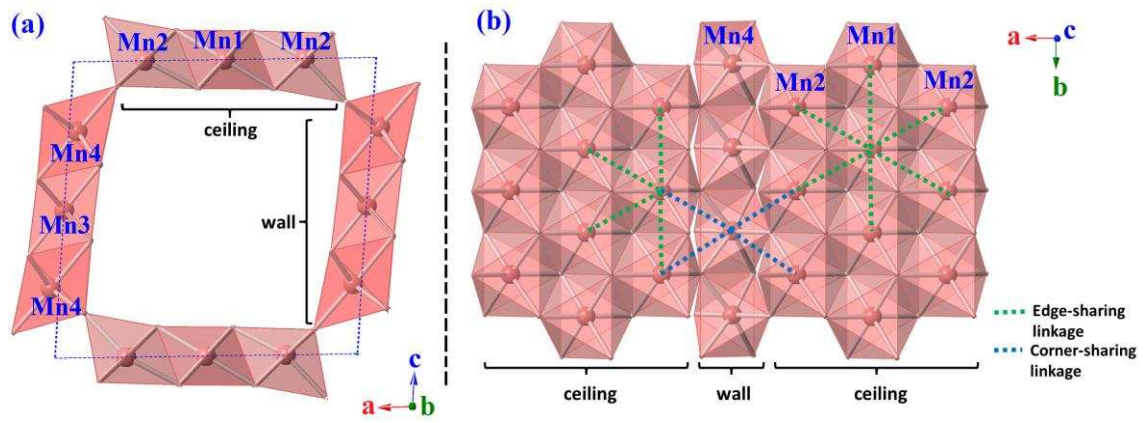 (a)
Mn2 Mn1 Mn2
ceiling
Mn4
wall
Mn3
Mn4
c
a b
(b)
Mn4 Mn1
a c
b
Mn2 Mn2
Edge-sharing
linkage
Corner-sharing
linkage
ceiling wall ceiling